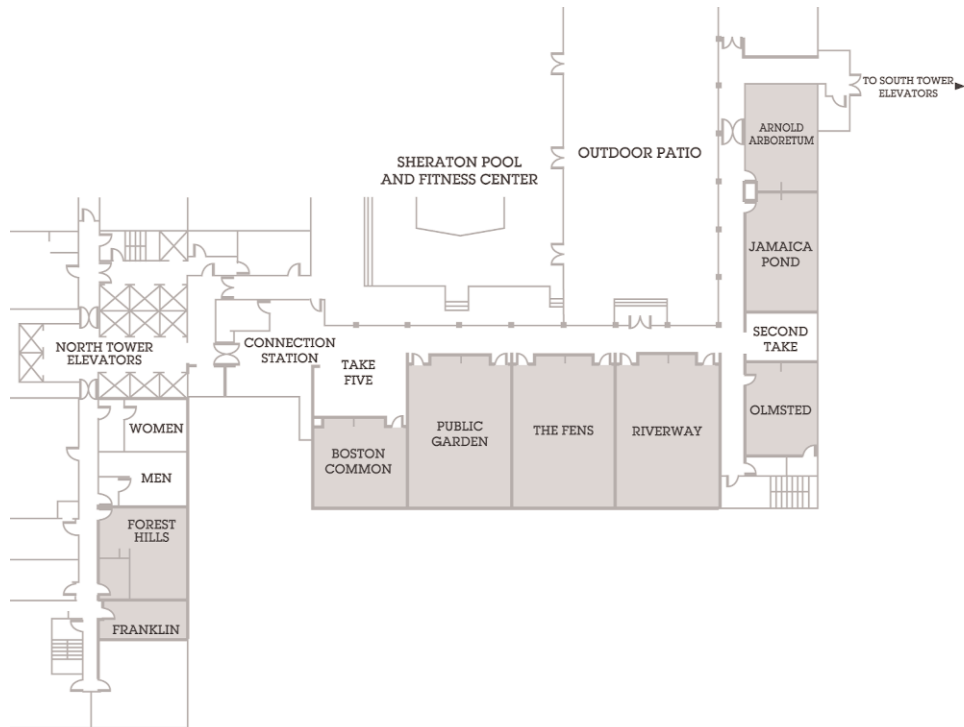 TO SOUTH TOWER
ELEVATORS
ARNOLD
ARBORETUM
OUTDOOR PATIO
SHERATON POOL
AND FITNESS CENTER
JAMAICA
POND
SECOND
TAKE
CONNECTION
STATION
NORTH TOWER
ELEVATORS
TAKE
FIVE
OLMSTED
WOMEN
PUBLIC
GARDEN
THE FENS
RIVERWAY
BOSTON
COMMON
MEN
FOREST
HILLS
FRANKLIN